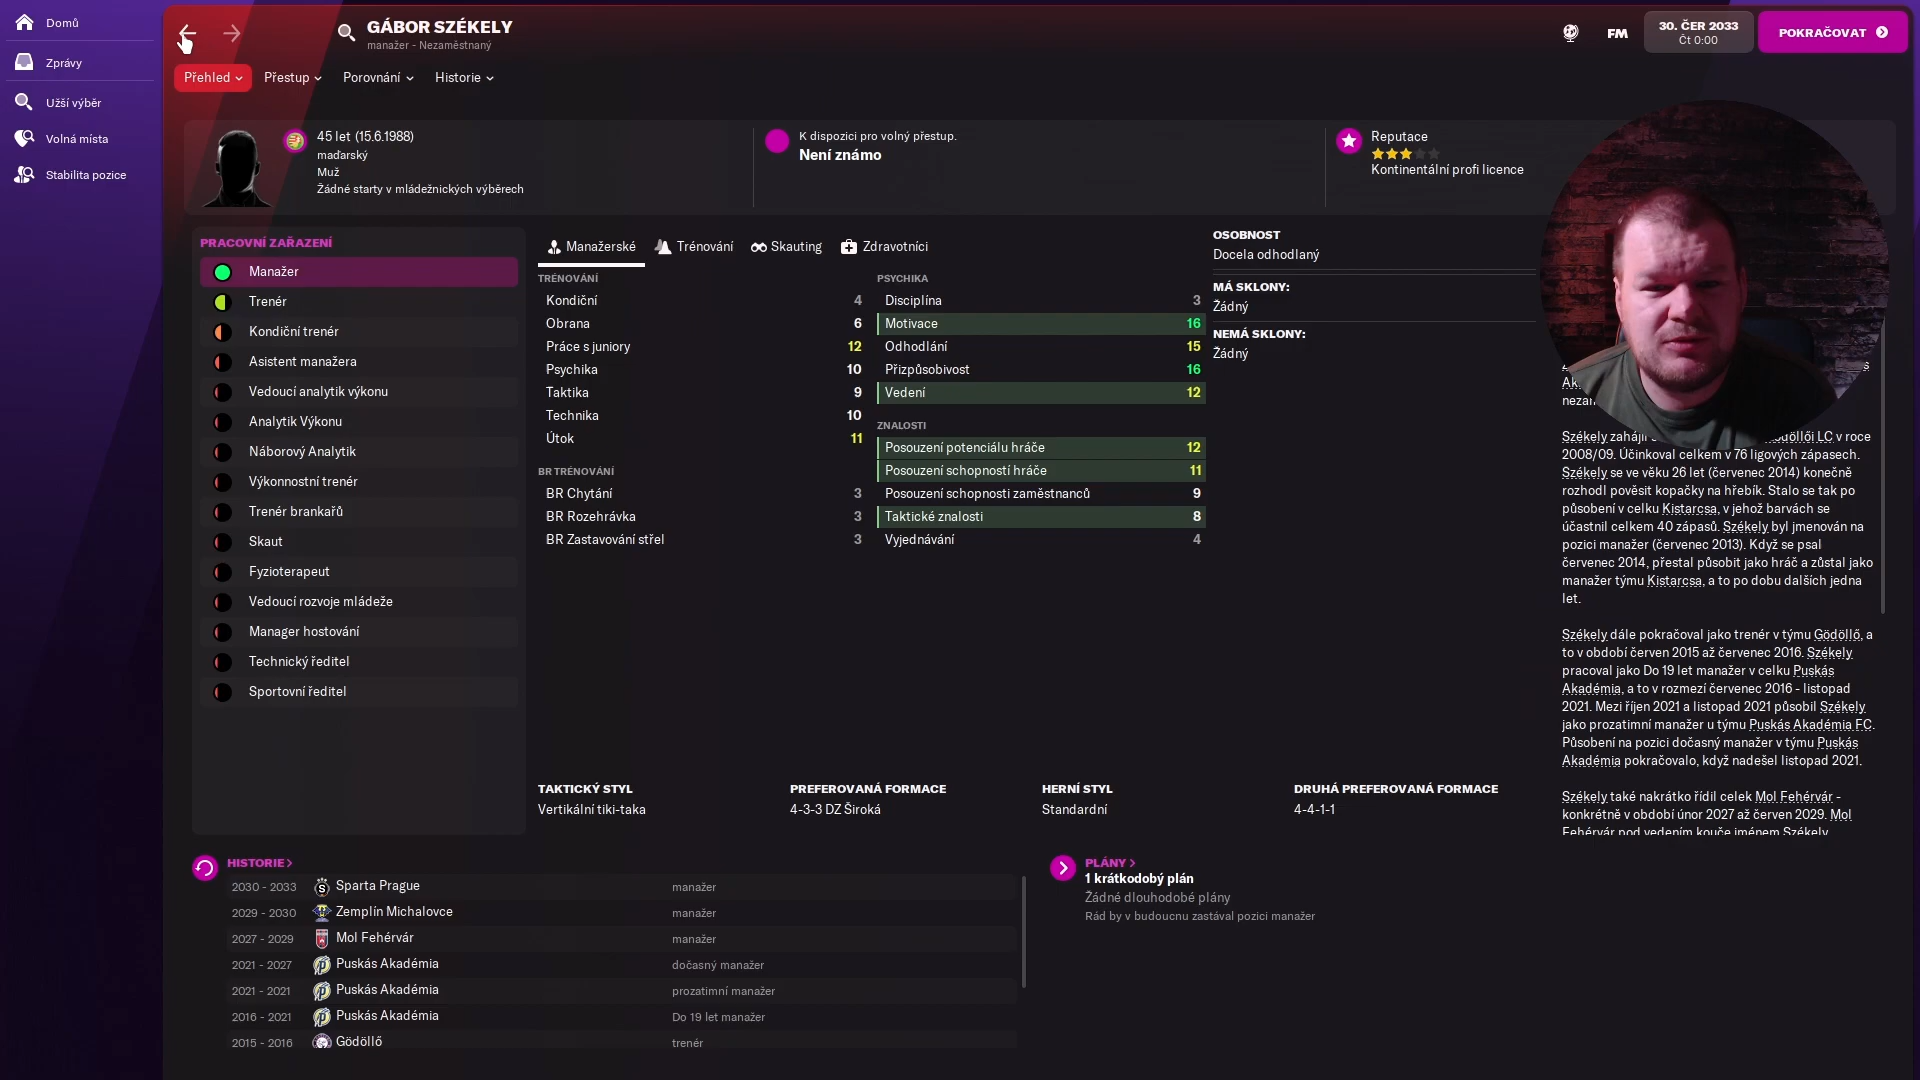 Domů
Zprávy
Užší výběr
Volná místa
Stabilita pozice
GÁBOR SZÉKELY
manažer - Nezaměstnaný
FM
30. ČER 2033
Čt 0:00
POKRAČOVAT
Přehled
Přestup
Porovnání
Historie
45 let (15.6.1988)
maďarský
Muž
Žádné starty v mládežnických výběrech
K dispozici pro volný přestup.
Není známo
Reputace
Kontinentální profi licence
PRACOVNÍ ZAŘAZENÍ
Manažer
Trenér
Kondiční trenér
Asistent manažera
Vedoucí analytik výkonu
Analytik Výkonu
Náborový Analytik
Výkonnostní trenér
Trenér brankařů
Skaut
Fyzioterapeut
Vedoucí rozvoje mládeže
Manager hostování
Technický ředitel
Sportovní ředitel
Manažerské
Trénování
Skauting
Zdravotníci
TRÉNOVÁNÍ
Kondiční 4
Obrana 6
Práce s juniory 12
Psychika 10
Taktika 9
Technika 10
Útok 11
BR TRÉNOVÁNÍ
BR Chytání 3
BR Rozehrávka 3
BR Zastavování střel 3
PSYCHIKA
Disciplína 3
Motivace 16
Odhodlání 15
Přizpůsobivost 16
Vedení 12
ZNALOSTI
Posouzení potenciálu hráče 12
Posouzení schopností hráče 11
Posouzení schopnosti zaměstnanců 9
Taktické znalosti 8
Vyjednávání 4
OSOBNOST
Docela odhodlaný
MÁ SKLONY:
Žádný
NEMÁ SKLONY:
Žádný
Székely v roce
2008/09. Účinkoval celkem v 76 ligových zápasech.
Székely se ve věku 26 let (červenec 2014) konečně
rozhodl pověsit kopačky na hřebík. Stalo se tak po
působení v celku Kistarcsa, v jehož barvách se
účastnil celkem 40 zápasů. Székely byl jmenován na
pozici manažer (červenec 2013). Když se psal
červenec 2014, přestal působit jako hráč a zůstal jako
manažer týmu Kistarcsa, a to po dobu dalších jedna
let.
Székely dále pokračoval jako trenér v týmu Gödöllő, a
to v období červen 2015 až červenec 2016. Székely
pracoval jako Do 19 let manažer v celku Puskás
Akadémia, a to v rozmezí červenec 2016 - listopad
2021. Mezi říjen 2021 a listopad 2021 působil Székely
jako prozatimní manažer u týmu Puskás Akadémia FC.
Působení na pozici dočasný manažer v týmu Puskás
Akadémia pokračovalo, když nadešel listopad 2021.
Székely také nakrátko řídil celek Mol Fehérvár -
konkrétně v období únor 2027 až červen 2029. Mol
Fehérvár pod vedením kouče jménem Székely
TAKTICKÝ STYL
Vertikální tiki-taka
PREFEROVANÁ FORMACE
4-3-3 DZ Široká
HERNÍ STYL
Standardní
DRUHÁ PREFEROVANÁ FORMACE
4-4-1-1
HISTORIE
2030 - 2033 Sparta Prague manažer
2029 - 2030 Zemplín Michalovce manažer
2027 - 2029 Mol Fehérvár manažer
2021 - 2027 Puskás Akadémia dočasný manažer
2021 - 2021 Puskás Akadémia prozatimní manažer
2016 - 2021 Puskás Akadémia Do 19 let manažer
2015 - 2016 Gödöllő trenér
PLÁNY
1 krátkodobý plán
Žádné dlouhodobé plány
Rád by v budoucnu zastával pozici manažer